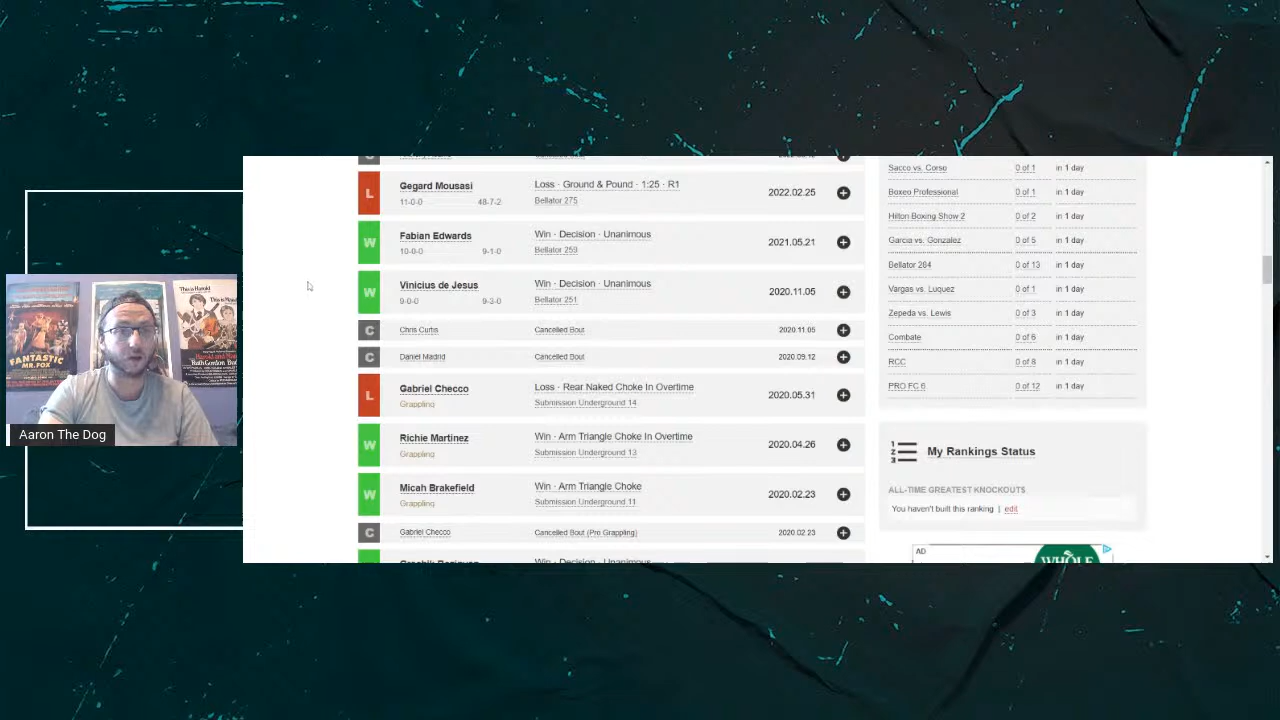 L
Gegard Mousasi
Loss · Ground & Pound · 1:25 · R1
2022.02.25
11-0-0
48-7-2
Bellator 275
W
Fabian Edwards
Win · Decision · Unanimous
2021.05.21
10-0-0
9-1-0
Bellator 259
W
Vinicius de Jesus
Win · Decision · Unanimous
2020.11.05
9-0-0
9-3-0
Bellator 251
C
Chris Curtis
Cancelled Bout
2020.11.05
C
Daniel Madrid
Cancelled Bout
2020.09.12
L
Gabriel Checco
Loss · Rear Naked Choke In Overtime
2020.05.31
Grappling
Submission Underground 14
W
Richie Martinez
Win · Arm Triangle Choke In Overtime
2020.04.26
Grappling
Submission Underground 13
W
Micah Brakefield
Win · Arm Triangle Choke
2020.02.23
Grappling
Submission Underground 11
C
Gabriel Checco
Cancelled Bout (Pro Grappling)
2020.02.23
Win · Decision · Unanimous
Sacco vs. Corso 0 of 1 in 1 day
Boxeo Professional 0 of 1 in 1 day
Hilton Boxing Show 2 0 of 2 in 1 day
Garcia vs. Gonzalez 0 of 5 in 1 day
Bellator 284 0 of 13 in 1 day
Vargas vs. Luquez 0 of 1 in 1 day
Zepeda vs. Lewis 0 of 3 in 1 day
Combate 0 of 6 in 1 day
RCC 0 of 8 in 1 day
PRO FC 6 0 of 12 in 1 day
My Rankings Status
ALL-TIME GREATEST KNOCKOUTS
You haven't built this ranking | edit
AD
WHOLE
FANTASTIC
MR. FOX
This is Harold
Ruth Gordon
Aaron The Dog